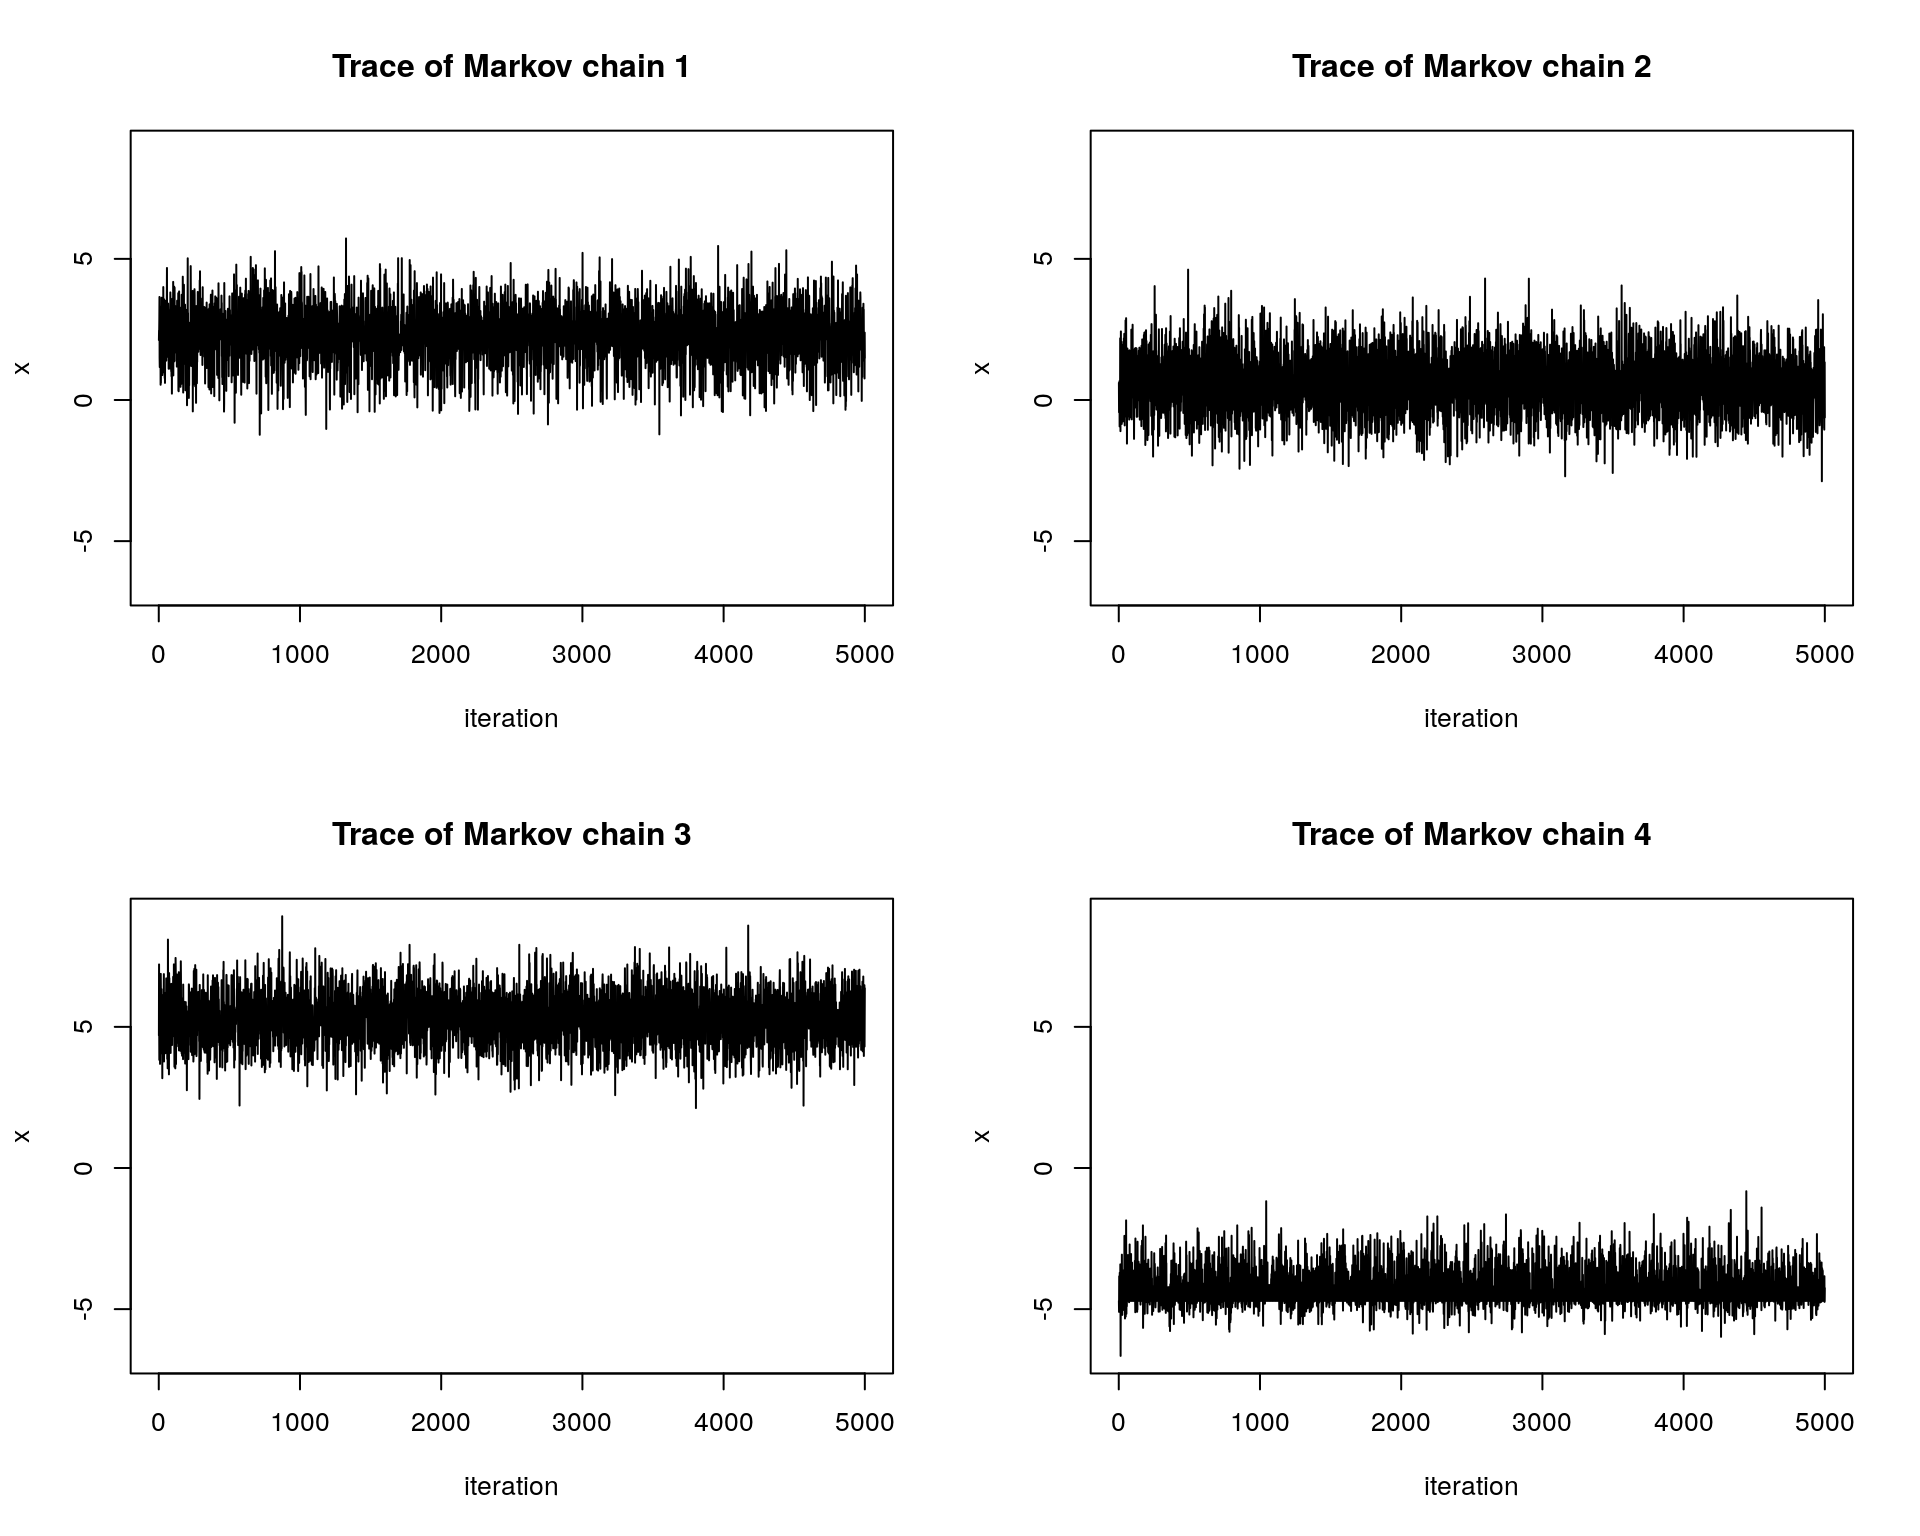 Trace of Markov chain 1
x
5
0
-5
0 1000 2000 3000 4000 5000
iteration
Trace of Markov chain 2
x
5
0
-5
0 1000 2000 3000 4000 5000
iteration
Trace of Markov chain 3
x
5
0
-5
0 1000 2000 3000 4000 5000
iteration
Trace of Markov chain 4
x
5
0
-5
0 1000 2000 3000 4000 5000
iteration